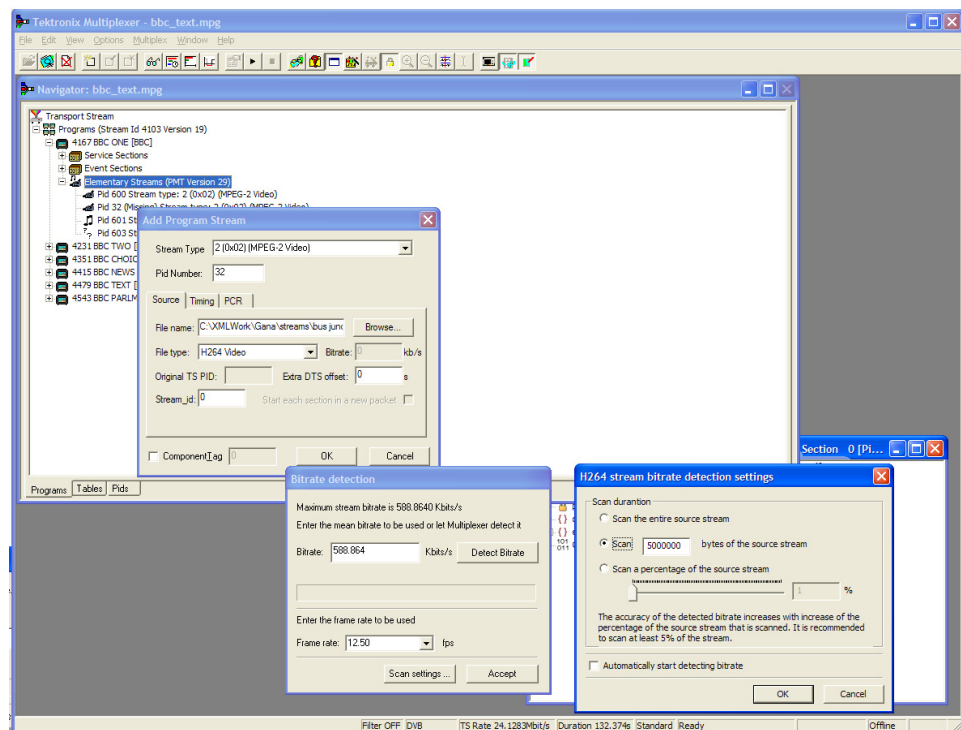 Tektronix Multiplexer - bbc_text.mpg
File Edit View Options Multiplex Window Help
Navigator: bbc_text.mpg
Transport Stream
Programs (Stream Id 4103 Version 19)
4167 BBC ONE [BBC]
Service Sections
Event Sections
Elementary Streams (PMT Version 29)
Pid 600 Stream type: 2 (0x02) (MPEG-2 Video)
Pid 32 (Missing) Stream type: 2 (0x02) (MPEG-2 Video)
Pid 601 St
Pid 603 St
4231 BBC TWO [
4351 BBC CHOIC
4415 BBC NEWS
4479 BBC TEXT [
4543 BBC PARLM
Programs Tables Pids
Add Program Stream
Stream Type 2 (0x02) (MPEG-2 Video)
Pid Number: 32
Source Timing PCR
File name: C:\XMLWork\Gana\streams\bus junc Browse...
File type: H264 Video Bitrate: 0 kb/s
Original TS PID: Extra DTS offset: 0 s
Stream_id: 0 Start each section in a new packet
ComponentTag 0 OK Cancel
Bitrate detection
Maximum stream bitrate is 588.8640 Kbits/s
Enter the mean bitrate to be used or let Multiplexer detect it
Bitrate: 588.864 Kbits/s Detect Bitrate
Enter the frame rate to be used
Frame rate: 12.50 fps
Scan settings ... Accept
Section 0 [Pi...
H264 stream bitrate detection settings
Scan durantion
Scan the entire source stream
Scan 5000000 bytes of the source stream
Scan a percentage of the source stream
1 %
The accuracy of the detected bitrate increases with increase of the
percentage of the source stream that is scanned. It is recommended
to scan at least 5% of the stream.
Automatically start detecting bitrate
OK Cancel
Filter OFF DVB TS Rate 24.1283Mbit/s Duration 132.374s Standard Ready Offline